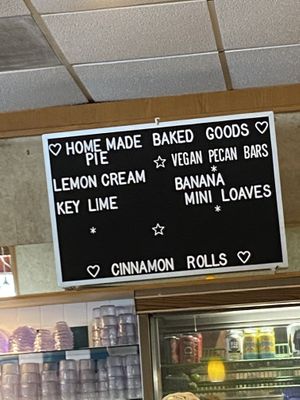 ♡ HOME MADE BAKED GOODS ♡
PIE ☆ VEGAN PECAN BARS
*
LEMON CREAM BANANA
KEY LIME MINI LOAVES
* ☆ *
♡ CINNAMON ROLLS ♡